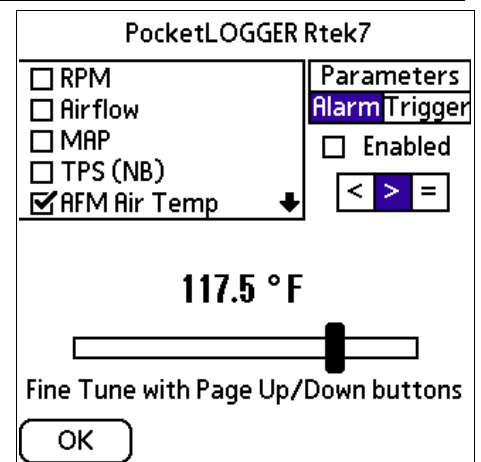 PocketLOGGER Rtek7
RPM
Airflow
MAP
TPS (NB)
AFM Air Temp
Parameters
Alarm Trigger
Enabled
< > =
117.5 °F
Fine Tune with Page Up/Down buttons
OK